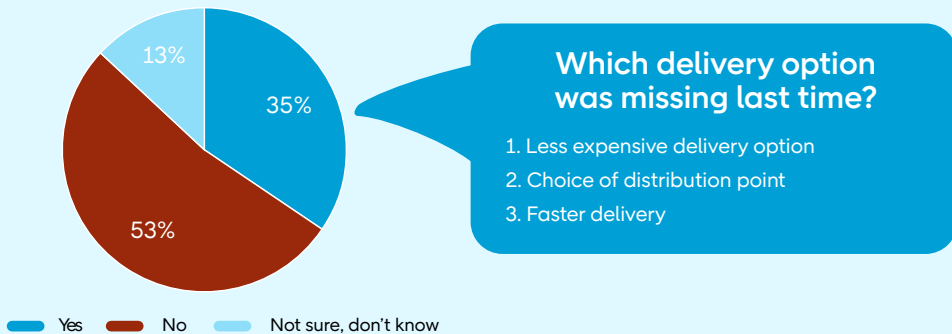 13%
35%
53%
Which delivery option
was missing last time?
1. Less expensive delivery option
2. Choice of distribution point
3. Faster delivery
Yes No Not sure, don't know